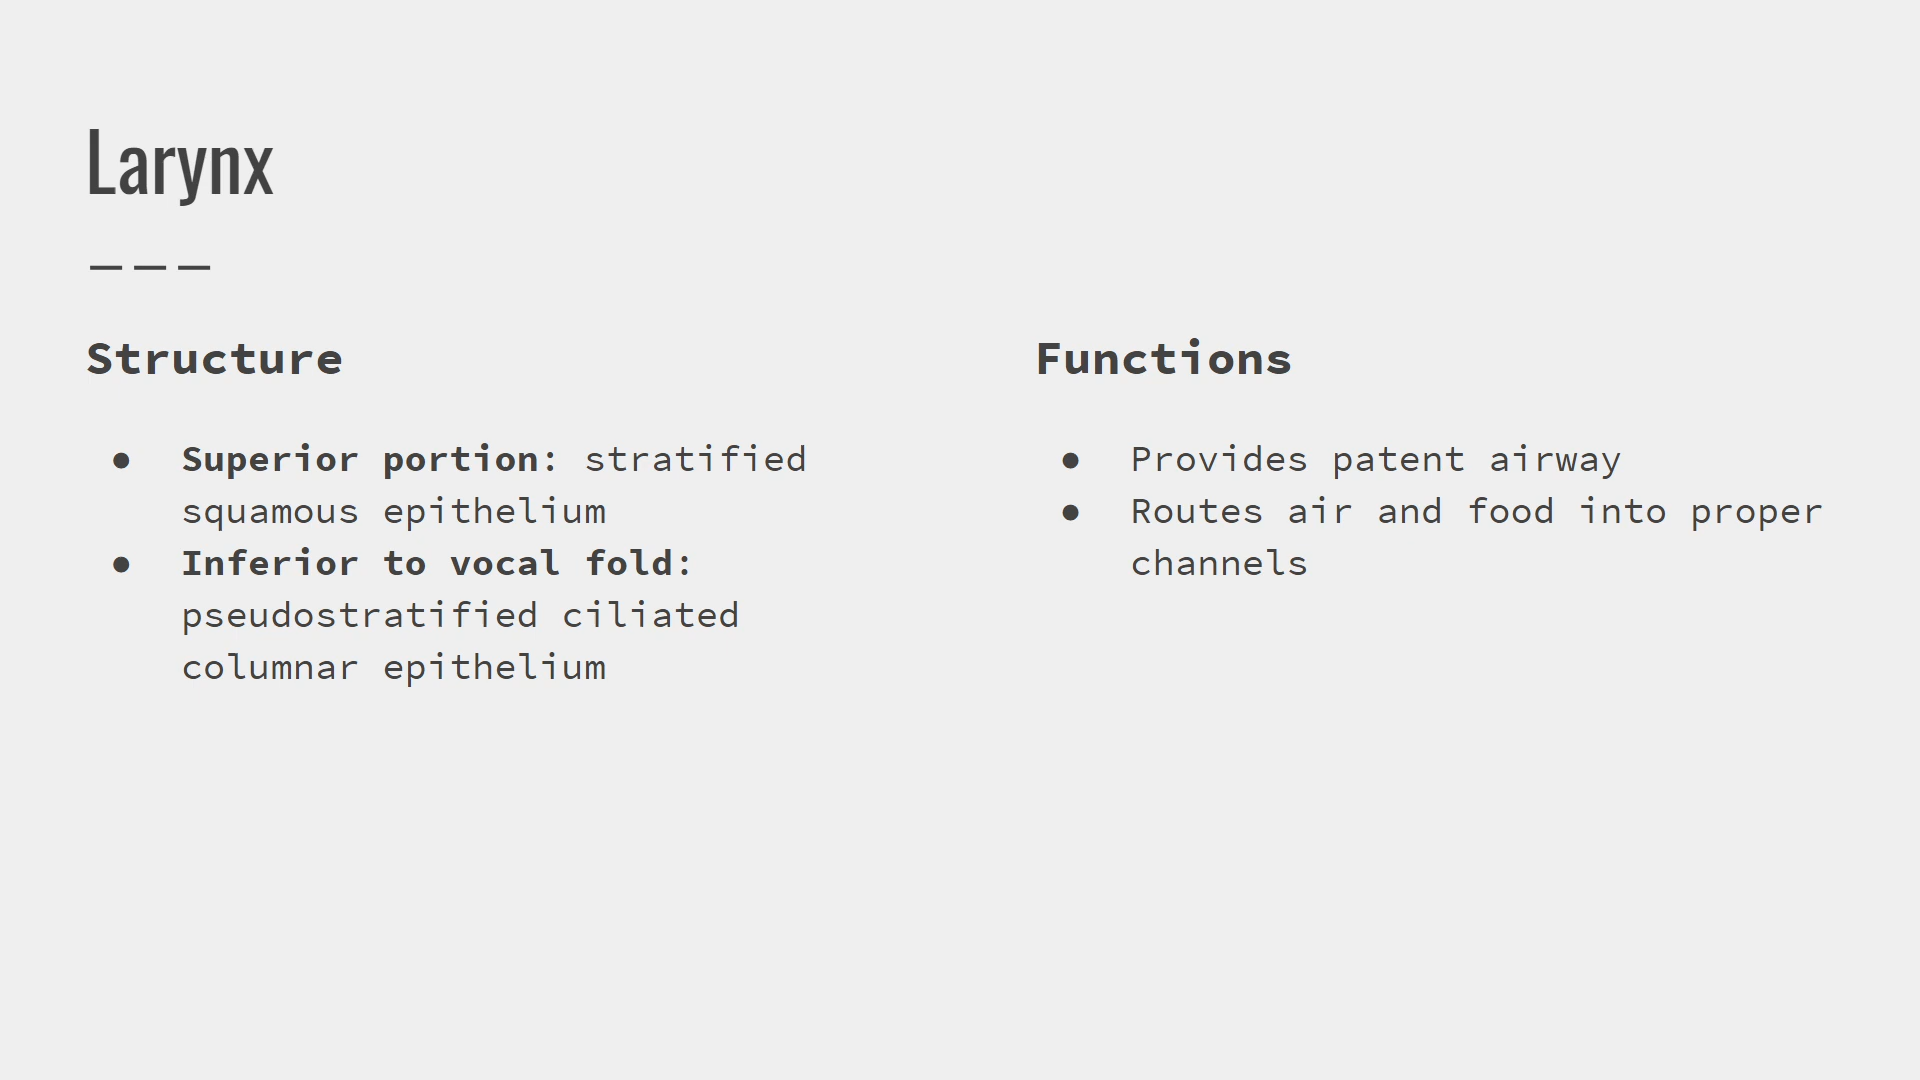 Larynx
Structure
● Superior portion: stratified
squamous epithelium
● Inferior to vocal fold:
pseudostratified ciliated
columnar epithelium
Functions
● Provides patent airway
● Routes air and food into proper
channels